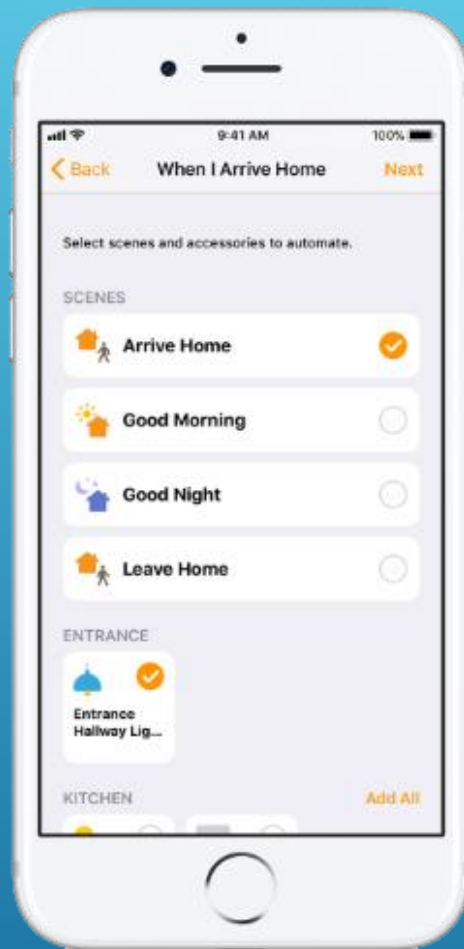 9:41 AM 100%
Back When I Arrive Home Next
Select scenes and accessories to automate.
SCENES
Arrive Home
Good Morning
Good Night
Leave Home
ENTRANCE
Entrance
Hallway Lig...
KITCHEN Add All